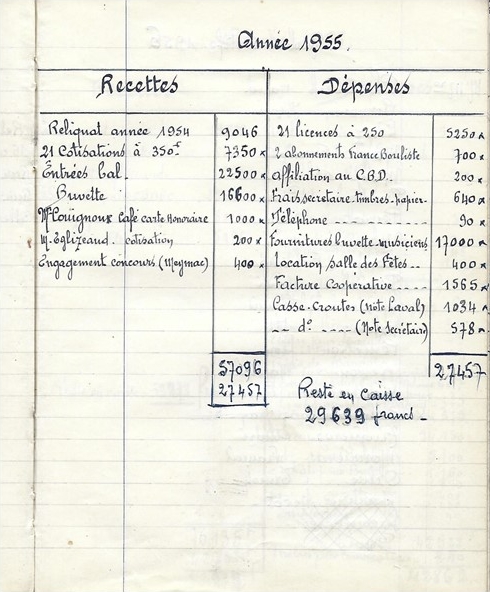 Année 1955.
Recettes
Reliquat année 1954 9046
21 Cotisations à 350f 7350 x
Entrées bal 22500 x
Buvette 16600 x
Mr Couignoux Café carte Honoraire 1000 x
M. Eglizeaud. cotisation 200 x
Engagement concours (Meymac) 400 x
57096
27457
Dépenses
21 licences à 250 5250 x
2 abonnements France Bouliste 700 x
Affiliation au C.B.D. 200 x
Frais secrétaire-timbres-papier 640 x
Téléphone 90 x
Fournitures buvette-musiciens 17000 x
Location salle des Fêtes 400 x
Facture Coopérative 1565 x
Casse-croutes (Note Laval) 1034 x
-- d° ---- (Note Secrétaire) 578 x
27457
Reste en Caisse
29639 francs -